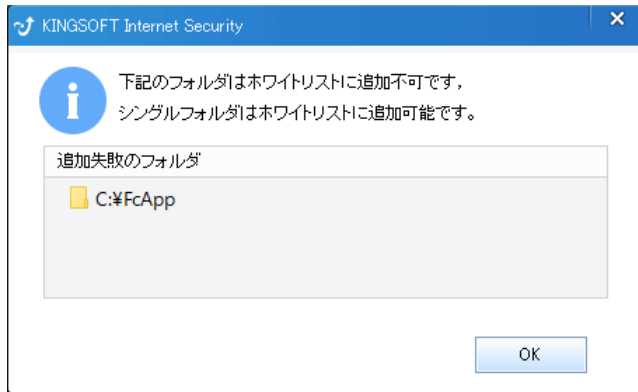 KINGSOFT Internet Security
下記のフォルダはホワイトリストに追加不可です，
シングルフォルダはホワイトリストに追加可能です。
追加失敗のフォルダ
C:¥FcApp
OK